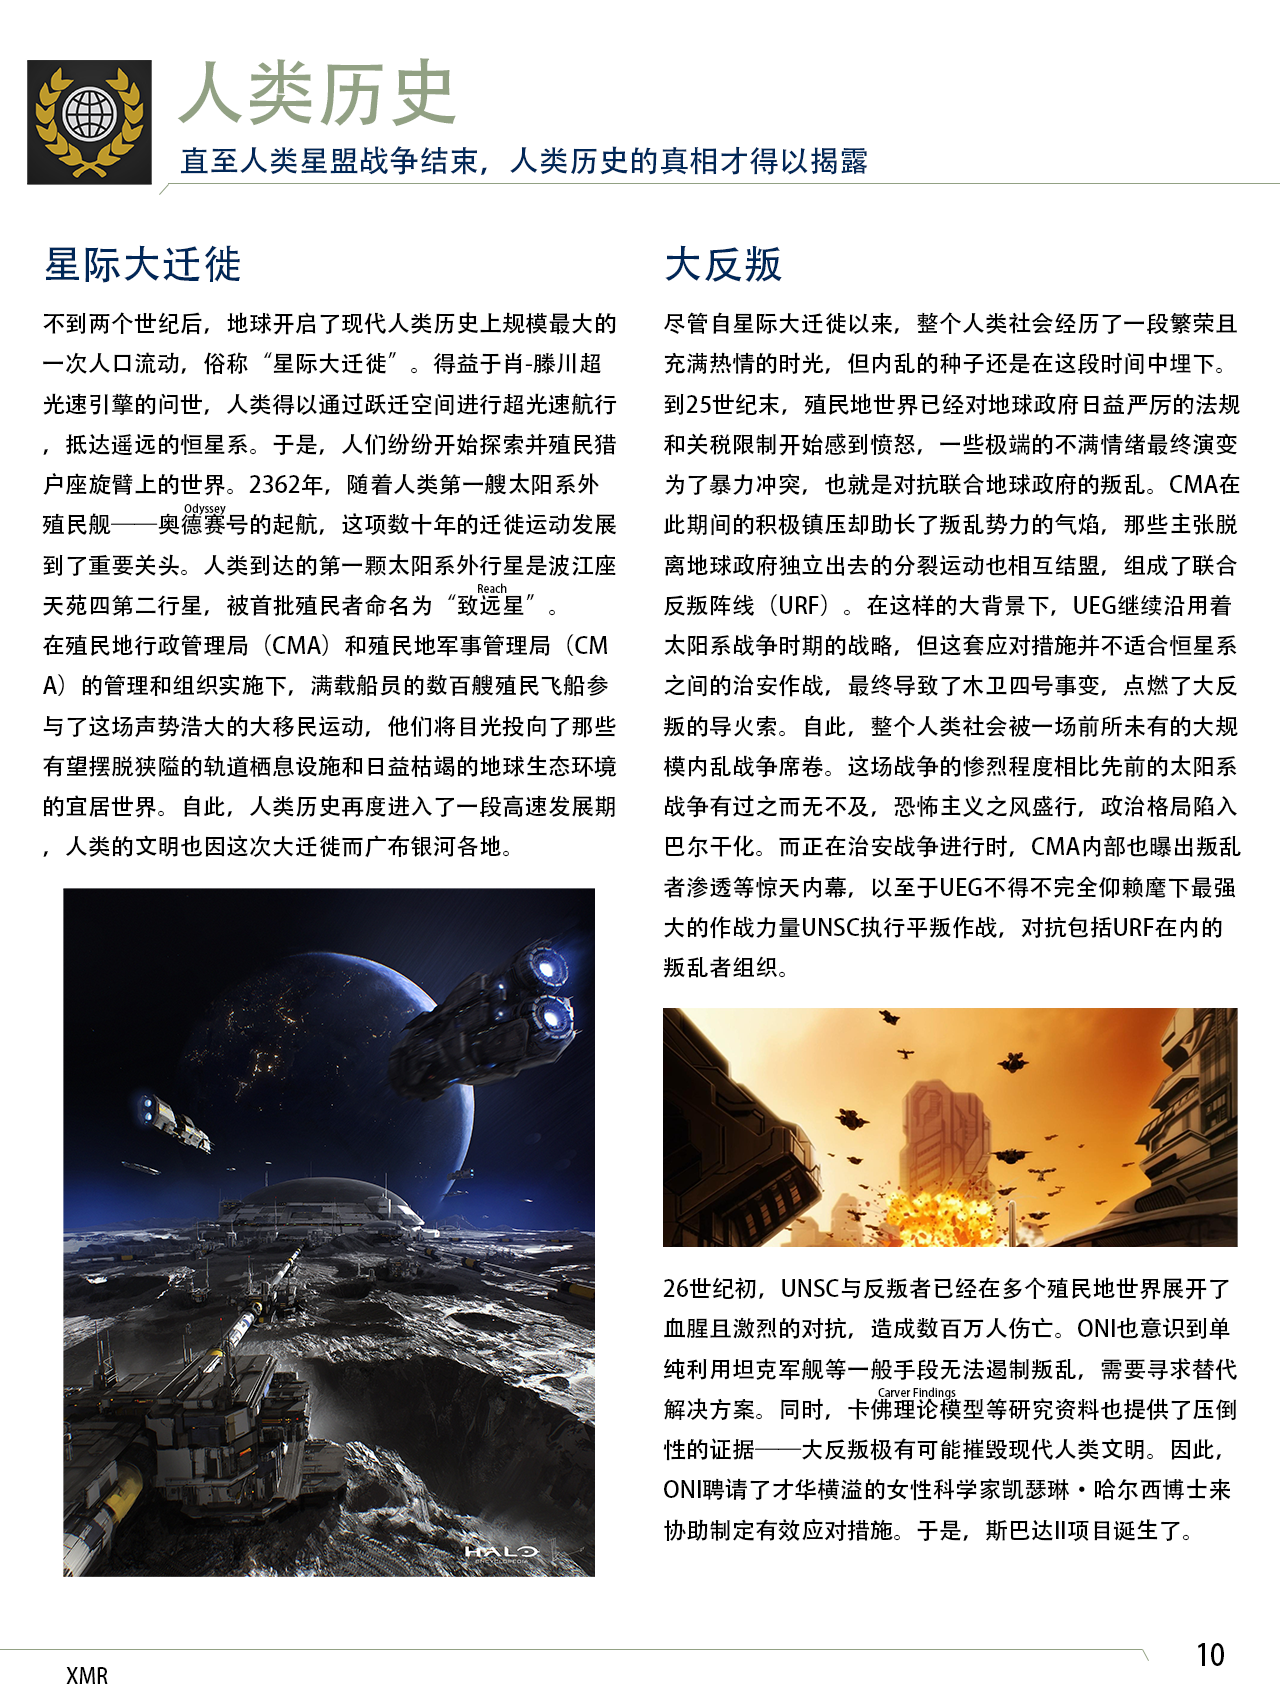 人类历史
直至人类星盟战争结束，人类历史的真相才得以揭露
星际大迁徙
不到两个世纪后，地球开启了现代人类历史上规模最大的
一次人口流动，俗称“星际大迁徙”。得益于肖-滕川超
光速引擎的问世，人类得以通过跃迁空间进行超光速航行
，抵达遥远的恒星系。于是，人们纷纷开始探索并殖民猎
户座旋臂上的世界。2362年，随着人类第一艘太阳系外
Odyssey
殖民舰——奥德赛号的起航，这项数十年的迁徙运动发展
到了重要关头。人类到达的第一颗太阳系外行星是波江座
Reach
天苑四第二行星，被首批殖民者命名为“致远星”。
在殖民地行政管理局（CMA）和殖民地军事管理局（CM
A）的管理和组织实施下，满载船员的数百艘殖民飞船参
与了这场声势浩大的大移民运动，他们将目光投向了那些
有望摆脱狭隘的轨道栖息设施和日益枯竭的地球生态环境
的宜居世界。自此，人类历史再度进入了一段高速发展期
，人类的文明也因这次大迁徙而广布银河各地。
HALO
ENCYCLOPEDIA
大反叛
尽管自星际大迁徙以来，整个人类社会经历了一段繁荣且
充满热情的时光，但内乱的种子还是在这段时间中埋下。
到25世纪末，殖民地世界已经对地球政府日益严厉的法规
和关税限制开始感到愤怒，一些极端的不满情绪最终演变
为了暴力冲突，也就是对抗联合地球政府的叛乱。CMA在
此期间的积极镇压却助长了叛乱势力的气焰，那些主张脱
离地球政府独立出去的分裂运动也相互结盟，组成了联合
反叛阵线（URF）。在这样的大背景下，UEG继续沿用着
太阳系战争时期的战略，但这套应对措施并不适合恒星系
之间的治安作战，最终导致了木卫四号事变，点燃了大反
叛的导火索。自此，整个人类社会被一场前所未有的大规
模内乱战争席卷。这场战争的惨烈程度相比先前的太阳系
战争有过之而无不及，恐怖主义之风盛行，政治格局陷入
巴尔干化。而正在治安战争进行时，CMA内部也曝出叛乱
者渗透等惊天内幕，以至于UEG不得不完全仰赖麾下最强
大的作战力量UNSC执行平叛作战，对抗包括URF在内的
叛乱者组织。
26世纪初，UNSC与反叛者已经在多个殖民地世界展开了
血腥且激烈的对抗，造成数百万人伤亡。ONI也意识到单
纯利用坦克军舰等一般手段无法遏制叛乱，需要寻求替代
Carver Findings
解决方案。同时，卡佛理论模型等研究资料也提供了压倒
性的证据——大反叛极有可能摧毁现代人类文明。因此，
ONI聘请了才华横溢的女性科学家凯瑟琳·哈尔西博士来
协助制定有效应对措施。于是，斯巴达II项目诞生了。
XMR
10